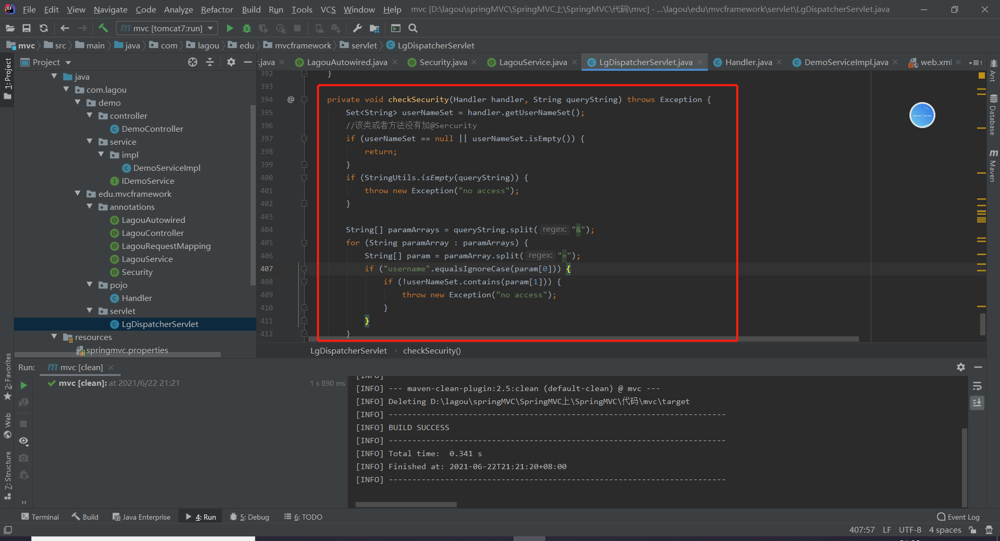 File Edit View Navigate Code Analyze Refactor Build Run Tools VCS Window Help mvc [D:\lagou\springMVC\SpringMVC上\SpringMVC\代码\mvc] - ...\lagou\edu\mvcframework\servlet\LgDispatcherServlet.java
mvc [tomcat7:run]
mvc src main java com lagou edu mvcframework servlet LgDispatcherServlet
Project
r.java LagouAutowired.java Security.java LagouService.java LgDispatcherServlet.java Handler.java DemoServiceImpl.java web.xml 1
1: Project
java
com.lagou
demo
controller
DemoController
service
impl
DemoServiceImpl
IDemoService
edu.mvcframework
annotations
LagouAutowired
LagouController
LagouRequestMapping
LagouService
Security
pojo
Handler
servlet
LgDispatcherServlet
resources
springmvc.properties
392 }
393
394 @ private void checkSecurity(Handler handler, String queryString) throws Exception {
395 Set<String> userNameSet = handler.getUserNameSet();
396 //该类或者方法没有加@Sercurity
397 if (userNameSet == null || userNameSet.isEmpty()) {
398 return;
399 }
400 if (StringUtils.isEmpty(queryString)) {
401 throw new Exception("no access");
402 }
403
404 String[] paramArrays = queryString.split( regex: "&");
405 for (String paramArray : paramArrays) {
406 String[] param = paramArray.split( regex: "=");
407 if ("username".equalsIgnoreCase(param[0])) {
408 if (!userNameSet.contains(param[1])) {
409 throw new Exception("no access");
410 }
411 }
412 }
LgDispatcherServlet › checkSecurity()
--:--
Ant
Database
m Maven
2: Favorites
Web
Z: Structure
Run: mvc [clean]
mvc [clean]: at 2021/6/22 21:21 1 s 890 ms
[INFO]
[INFO] --- maven-clean-plugin:2.5:clean (default-clean) @ mvc ---
[INFO] Deleting D:\lagou\springMVC\SpringMVC上\SpringMVC\代码\mvc\target
[INFO] ------------------------------------------------------------------------
[INFO] BUILD SUCCESS
[INFO] ------------------------------------------------------------------------
[INFO] Total time:  0.341 s
[INFO] Finished at: 2021-06-22T21:21:20+08:00
[INFO] ------------------------------------------------------------------------
Terminal Build Java Enterprise 4: Run 5: Debug 6: TODO Event Log
407:57 LF UTF-8 4 spaces